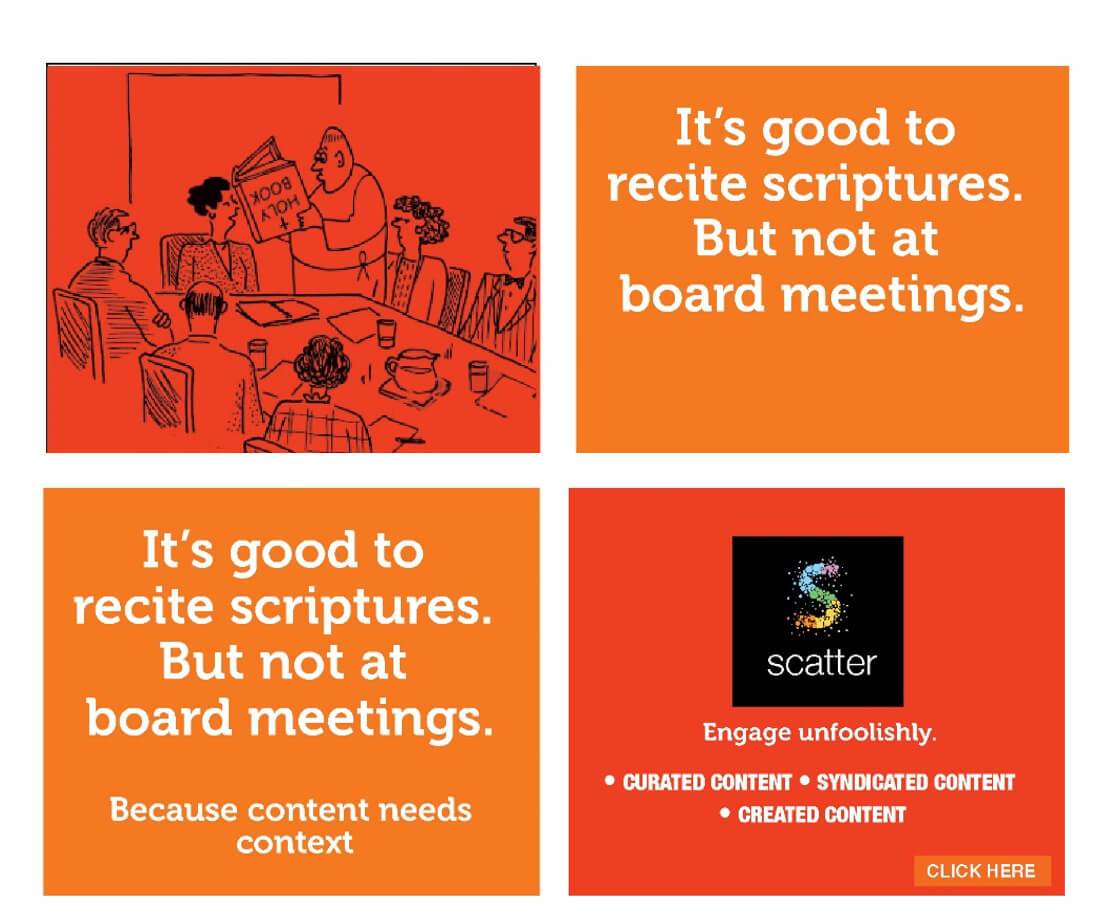 HOLY
BOOK
It's good to
recite scriptures.
But not at
board meetings.
It's good to
recite scriptures.
But not at
board meetings.
Because content needs
context
S
scatter
Engage unfoolishly.
• CURATED CONTENT • SYNDICATED CONTENT
• CREATED CONTENT
CLICK HERE